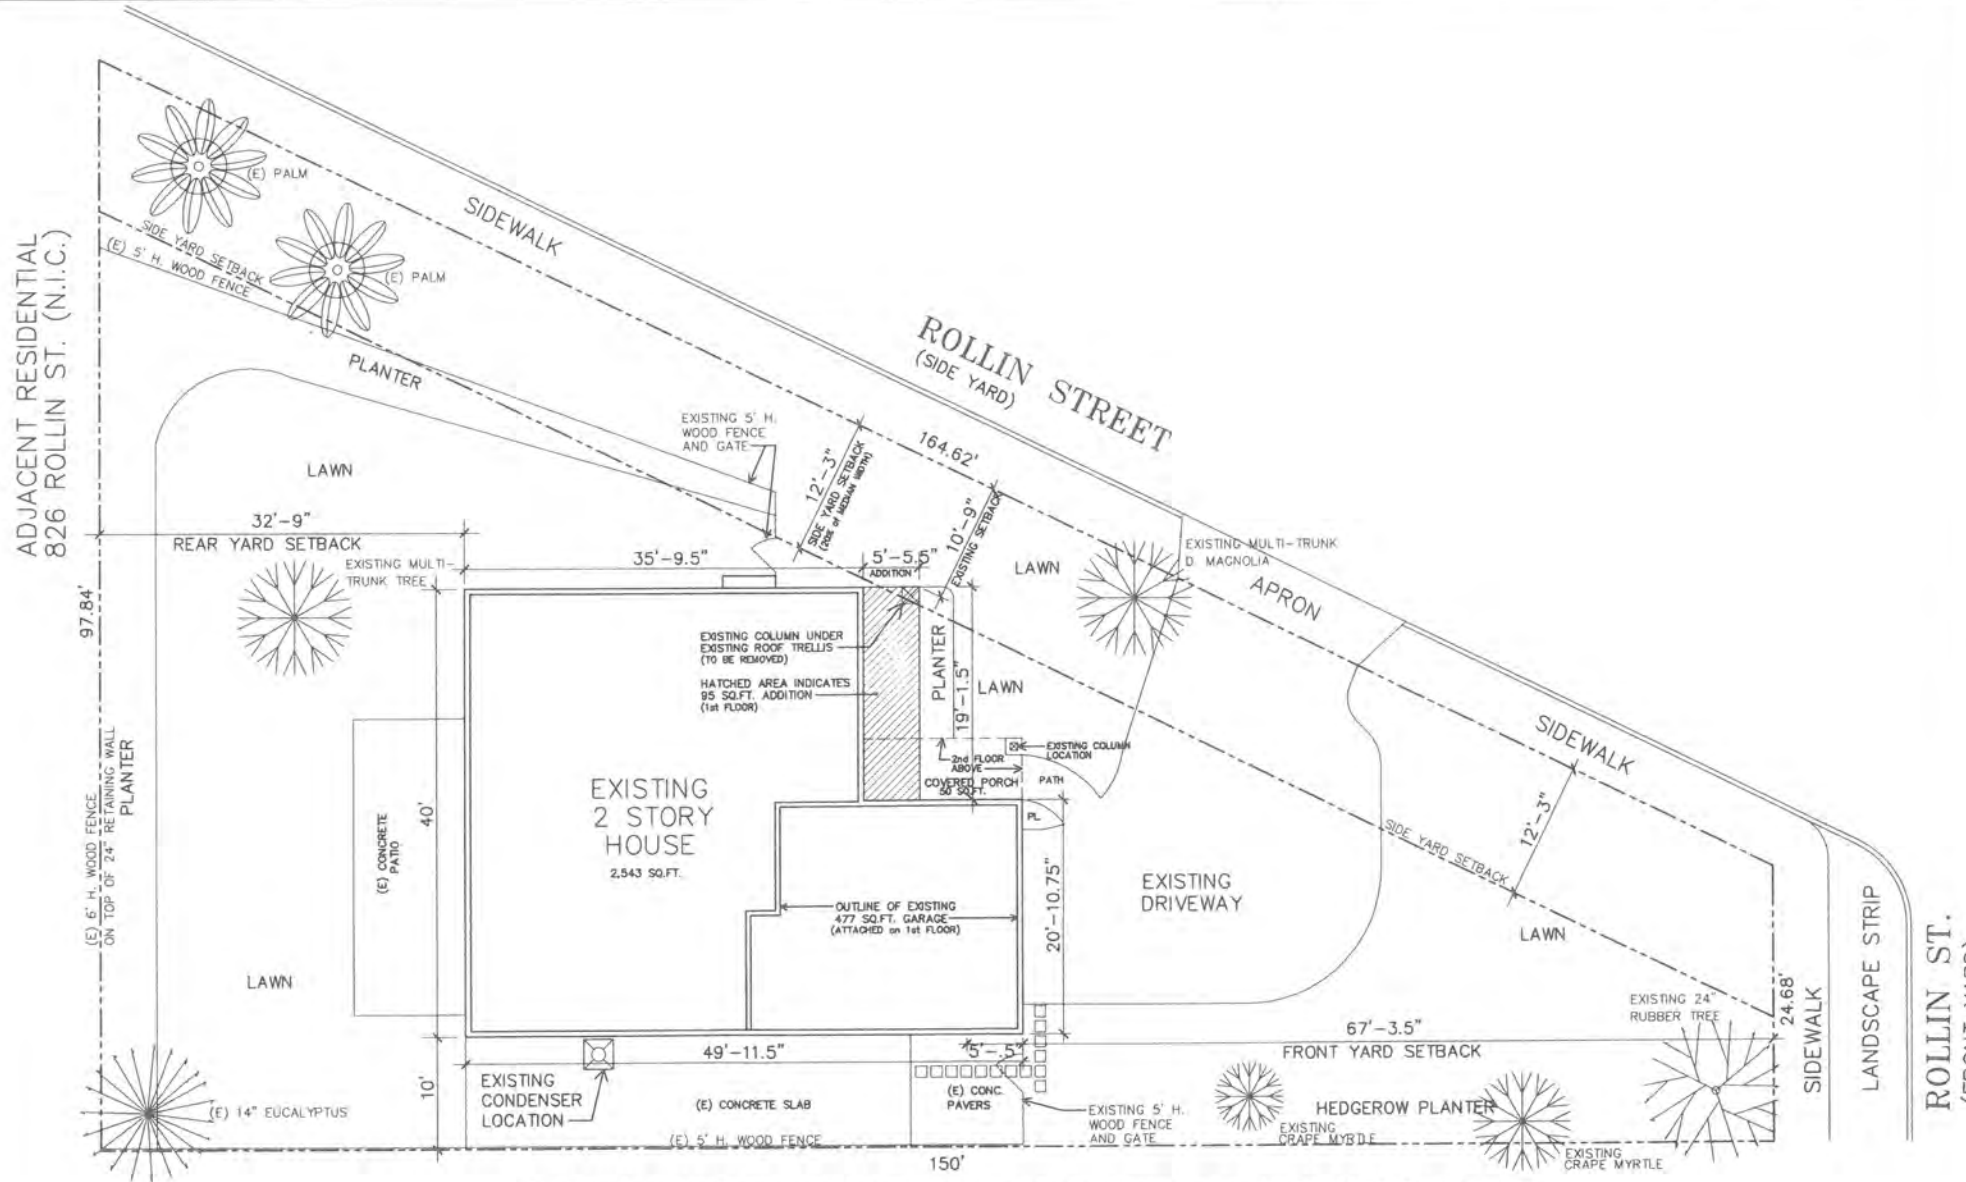 ADJACENT RESIDENTIAL
826 ROLLIN ST. (N.I.C.)
(E) PALM
(E) PALM
SIDE YARD SETBACK
(E) 5' H. WOOD FENCE
PLANTER
SIDEWALK
ROLLIN STREET
(SIDE YARD)
164.62'
EXISTING 5' H.
WOOD FENCE
AND GATE
12'-3"
SIDE YARD SETBACK
(20% of MEDIAN WIDTH)
10'-9"
EXISTING SETBACK
LAWN
32'-9"
REAR YARD SETBACK
35'-9.5"
5'-5.5"
ADDITION
LAWN
EXISTING MULTI-TRUNK
D. MAGNOLIA
APRON
EXISTING MULTI-
TRUNK TREE
97.84'
EXISTING COLUMN UNDER
EXISTING ROOF TRELLIS
(TO BE REMOVED)
HATCHED AREA INDICATES
95 SQ.FT. ADDITION
(1st FLOOR)
PLANTER
19'-1.5"
LAWN
EXISTING COLUMN
LOCATION
2nd FLOOR
ABOVE
COVERED PORCH
50 SQ.FT.
PATH
PL
SIDEWALK
12'-3"
SIDE YARD SETBACK
(E) 6' H. WOOD FENCE
ON TOP OF 24" RETAINING WALL
PLANTER
(E) CONCRETE
PATIO
40'
EXISTING
2 STORY
HOUSE
2,543 SQ.FT.
OUTLINE OF EXISTING
477 SQ.FT. GARAGE
(ATTACHED on 1st FLOOR)
20'-10.75"
EXISTING
DRIVEWAY
LAWN
LAWN
EXISTING 24"
RUBBER TREE
24.68'
SIDEWALK
LANDSCAPE STRIP
ROLLIN ST.
67'-3.5"
FRONT YARD SETBACK
49'-11.5"
5'-.5"
10'
EXISTING
CONDENSER
LOCATION
(E) CONCRETE SLAB
(E) CONC.
PAVERS
(E) 14" EUCALYPTUS
(E) 5' H. WOOD FENCE
EXISTING 5' H.
WOOD FENCE
AND GATE
HEDGEROW PLANTER
EXISTING
CRAPE MYRTLE
EXISTING
CRAPE MYRTLE
150'